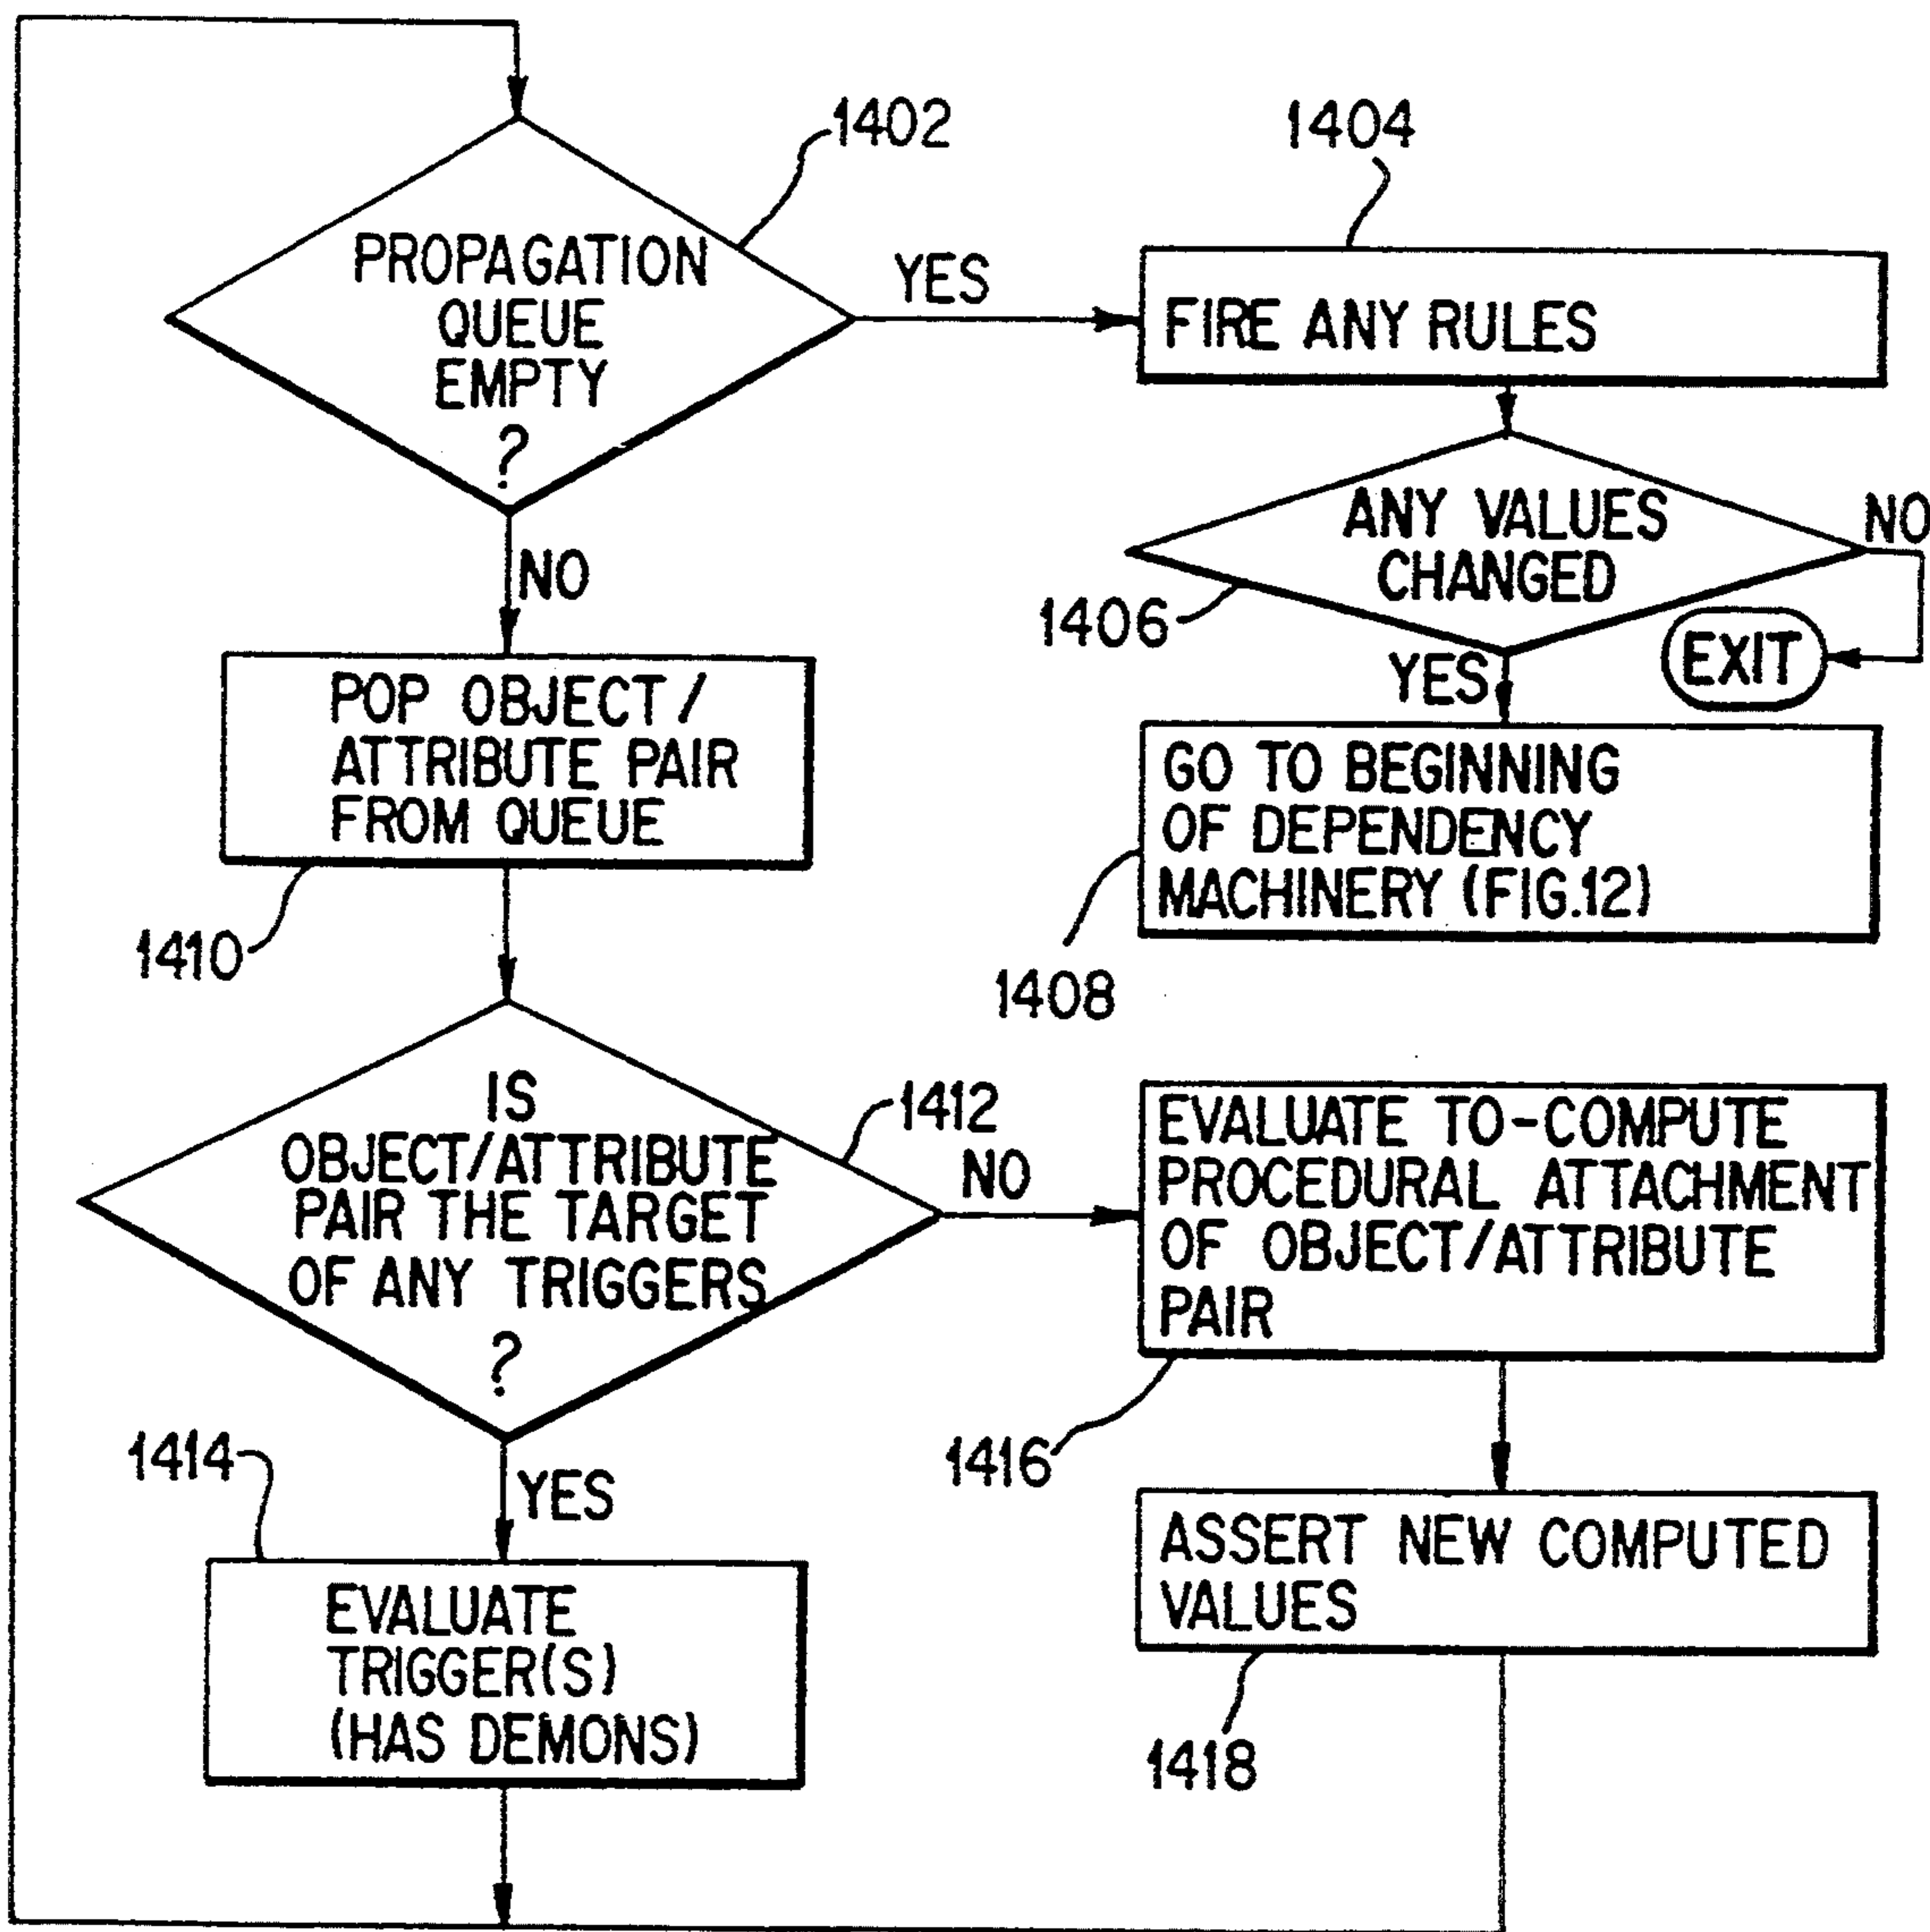 1402
PROPAGATION
QUEUE
EMPTY
?
YES
1404
FIRE ANY RULES
ANY VALUES
CHANGED
NO
1406
EXIT
YES
GO TO BEGINNING
OF DEPENDENCY
MACHINERY (FIG.12)
1408
NO
POP OBJECT/
ATTRIBUTE PAIR
FROM QUEUE
1410
IS
OBJECT/ATTRIBUTE
PAIR THE TARGET
OF ANY TRIGGERS
?
1412
NO
EVALUATE TO-COMPUTE
PROCEDURAL ATTACHMENT
OF OBJECT/ATTRIBUTE
PAIR
1416
1414
YES
EVALUATE
TRIGGER(S)
(HAS DEMONS)
ASSERT NEW COMPUTED
VALUES
1418